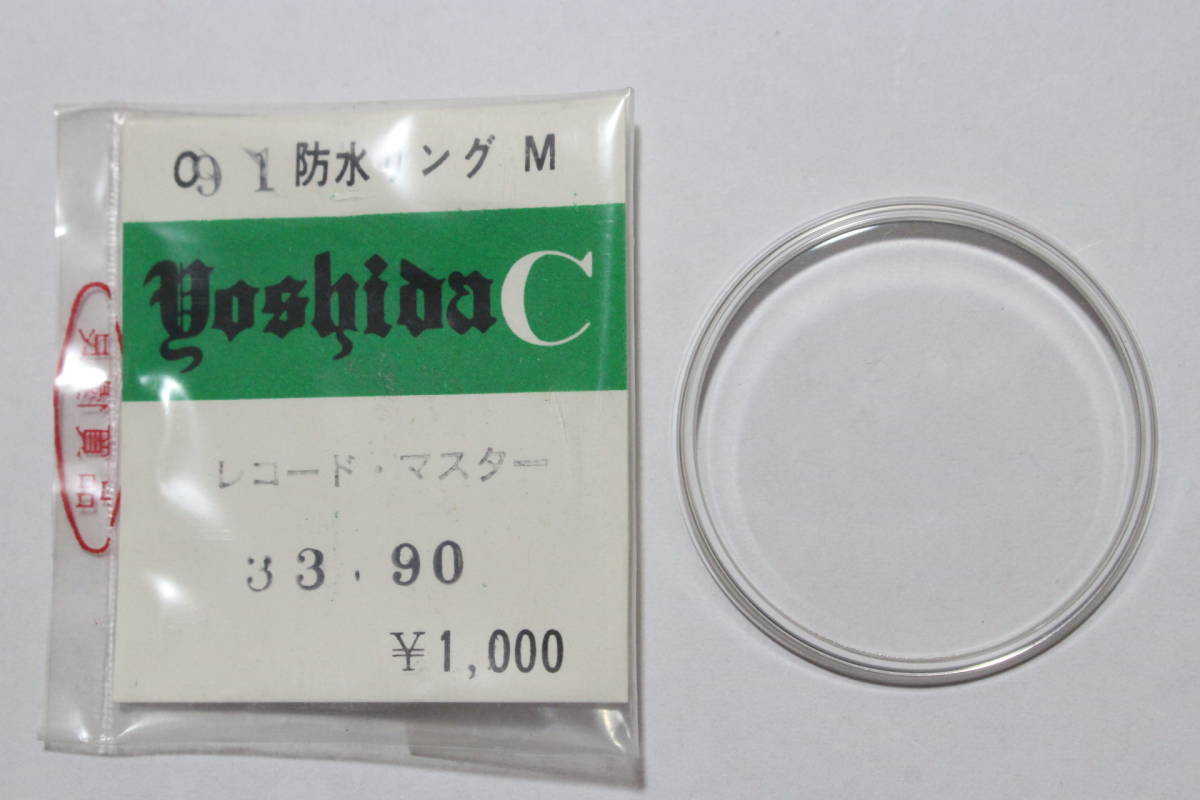 091 防水リング M
Yoshida C
レコード・マスター
33.90
¥1,000